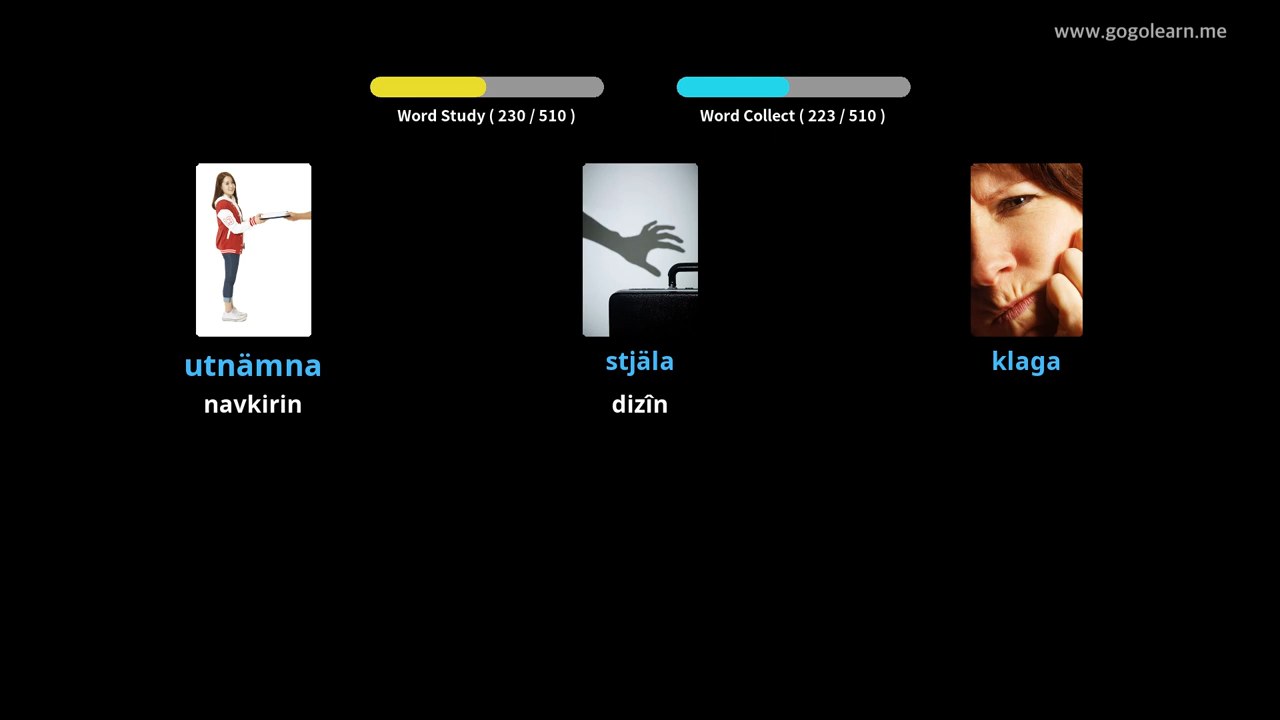 www.gogolearn.me
Word Study ( 230 / 510 )
Word Collect ( 223 / 510 )
utnämna
stjäla
klaga
navkirin
dizîn